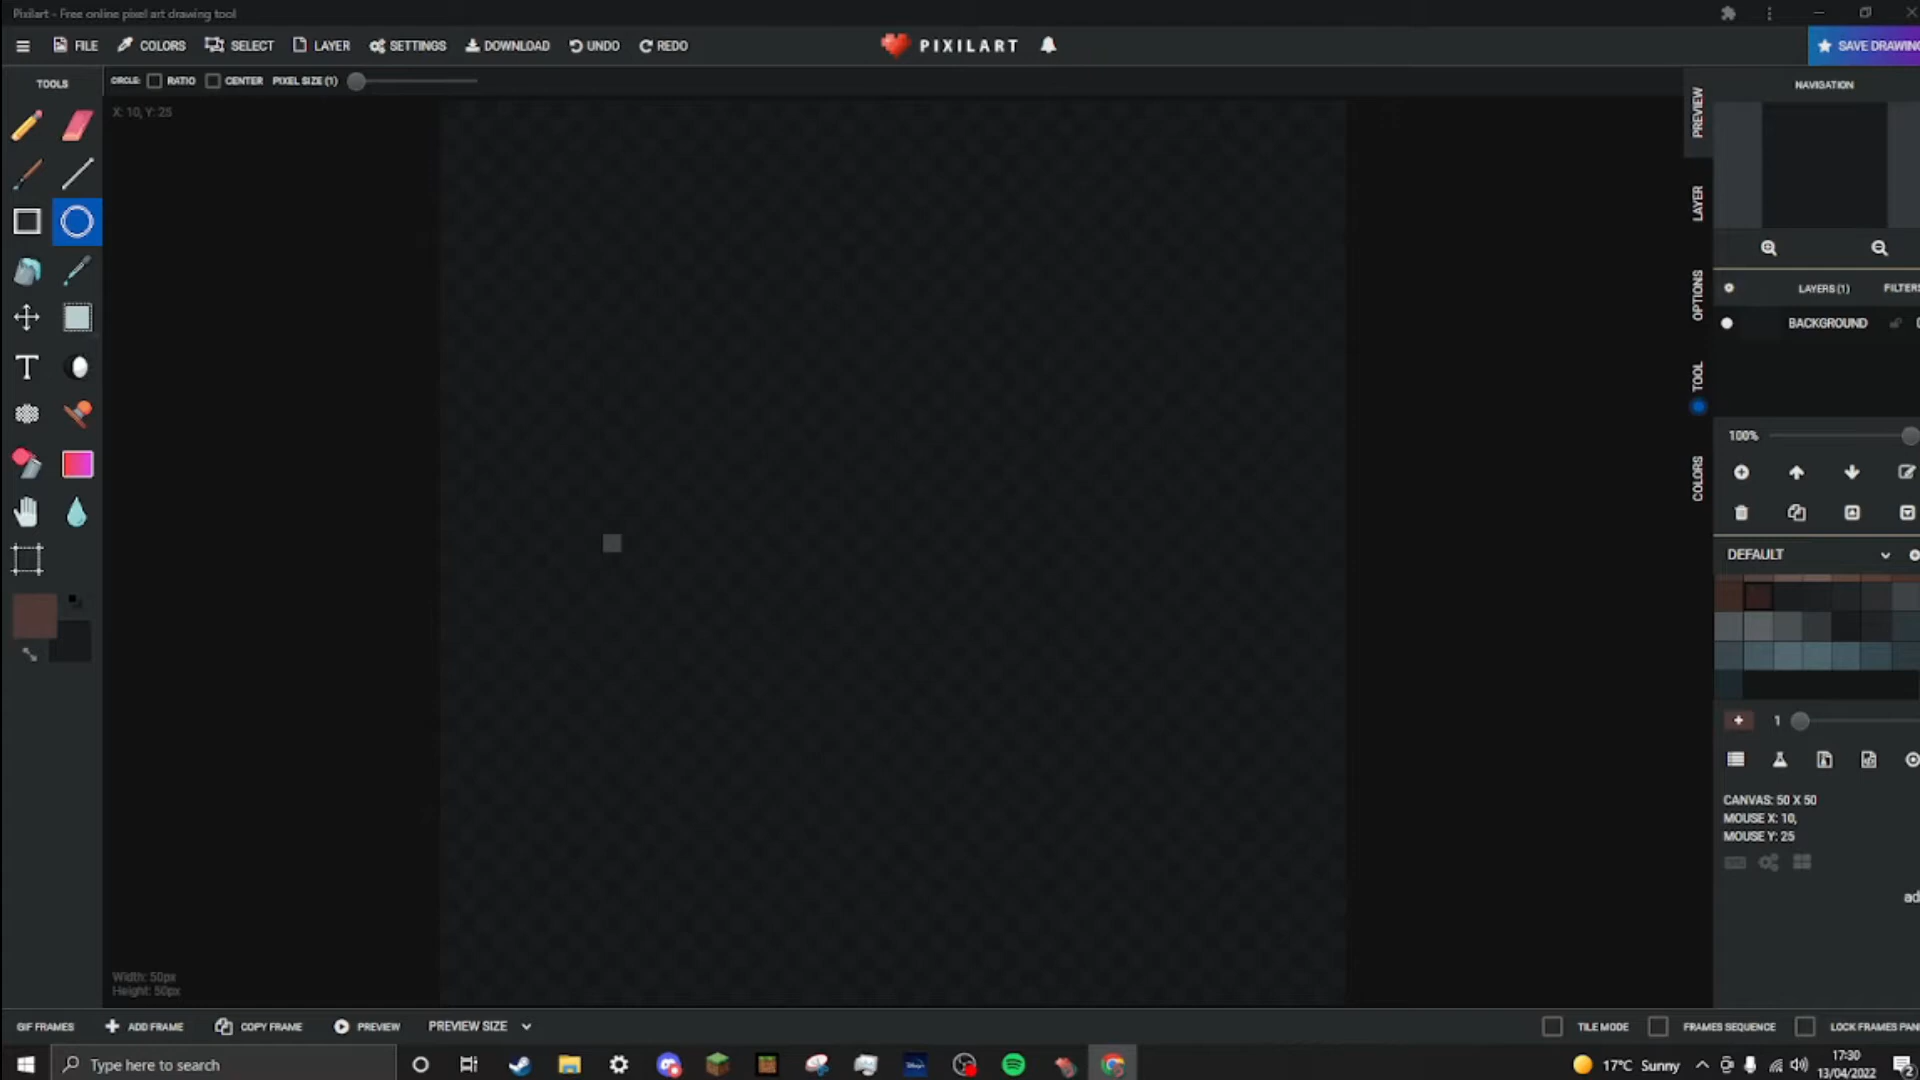 Pixilart - Free online pixel art drawing tool
FILE COLORS SELECT LAYER SETTINGS DOWNLOAD UNDO REDO PIXILART SAVE DRAWING
TOOLS
CIRCLE: RATIO CENTER PIXEL SIZE (1)
X: 10, Y: 25
NAVIGATION
PREVIEW
LAYER
OPTIONS
TOOL
COLORS
LAYERS (1) FILTERS
BACKGROUND
100%
DEFAULT
1
CANVAS: 50 X 50
MOUSE X: 10,
MOUSE Y: 25
ad
Width: 50px
Height: 50px
GIF FRAMES ADD FRAME COPY FRAME PREVIEW PREVIEW SIZE TILE MODE FRAMES SEQUENCE LOCK FRAMES PAN
Type here to search
17°C Sunny
17:30
13/04/2022
2